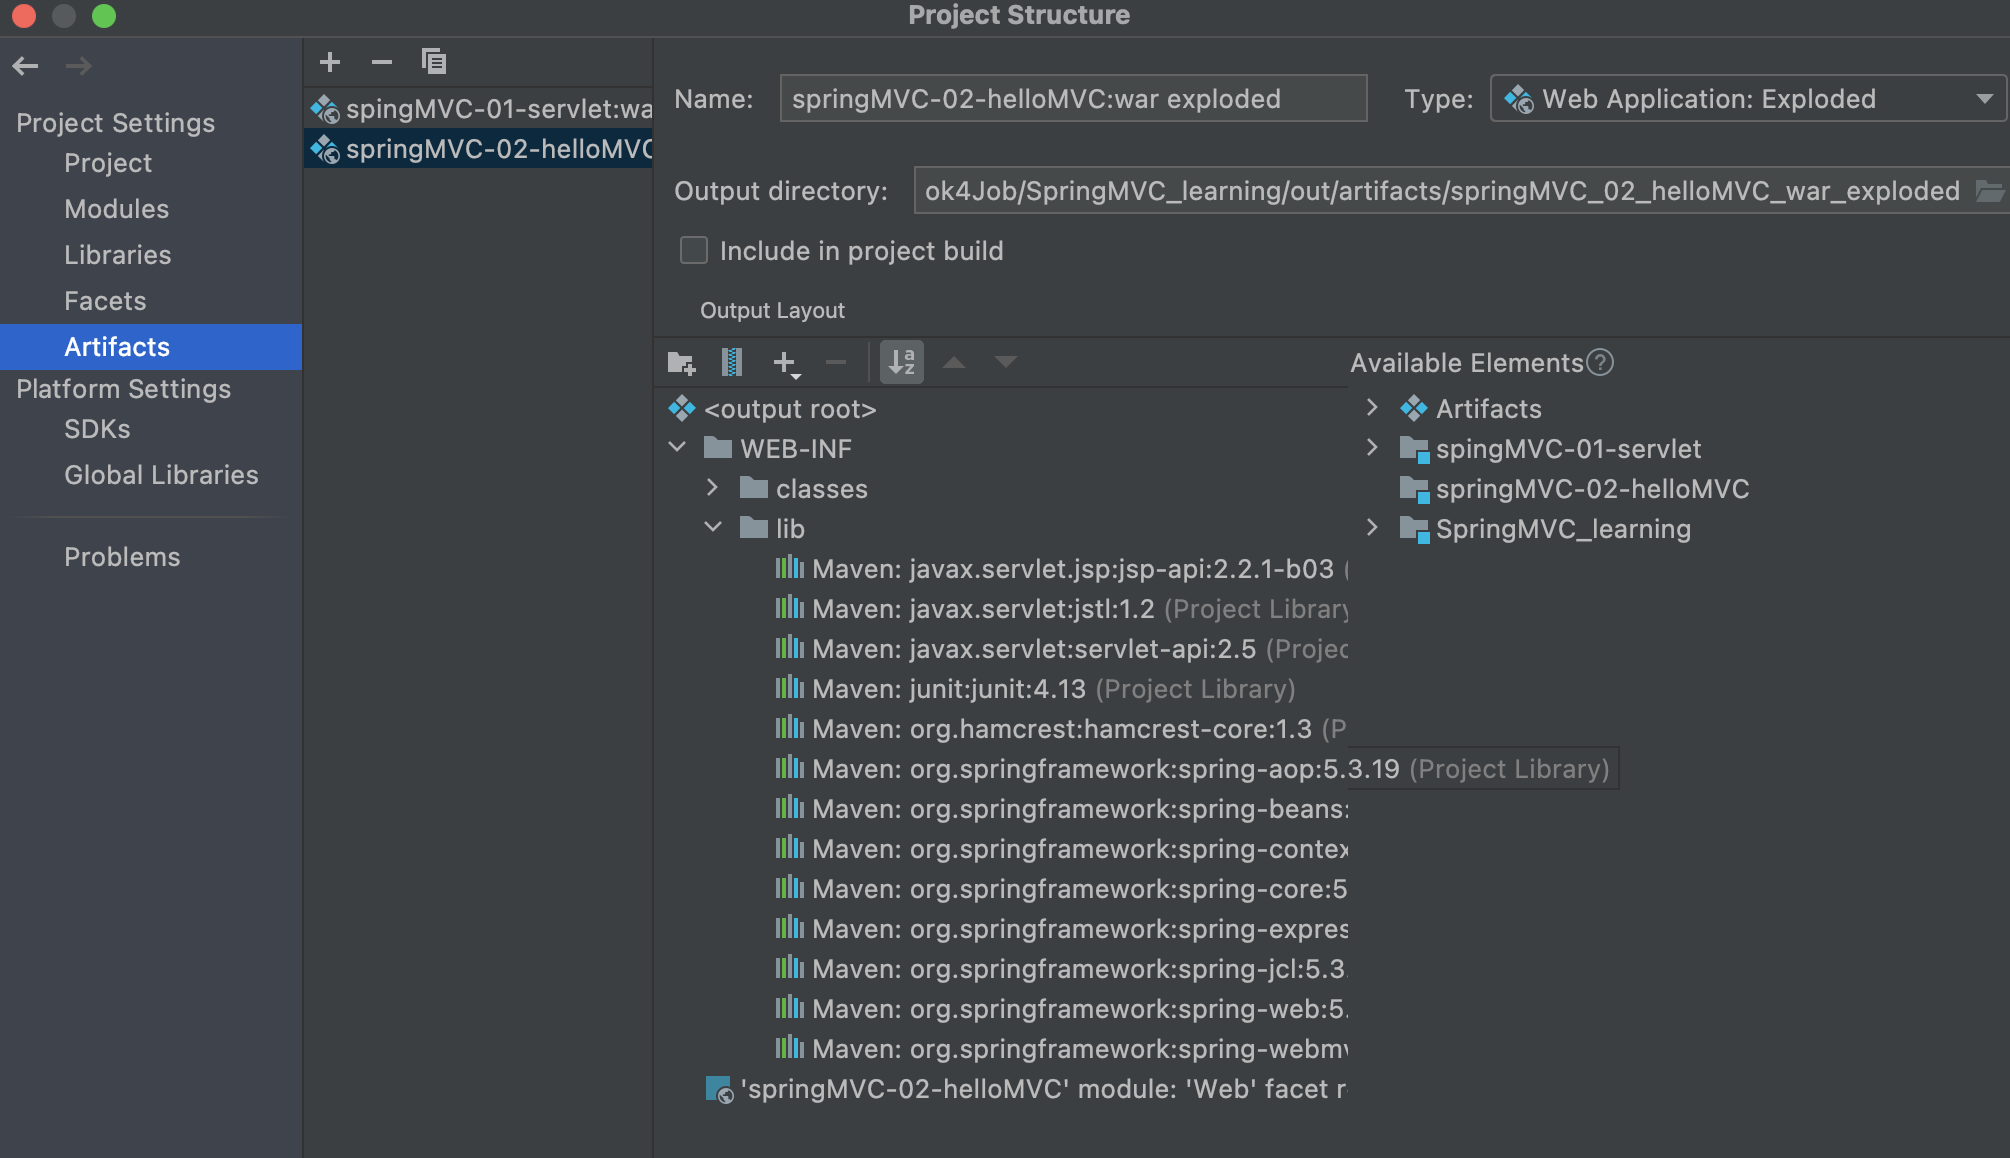 Project Structure
Project Settings
Project
Modules
Libraries
Facets
Artifacts
Platform Settings
SDKs
Global Libraries
Problems
spingMVC-01-servlet:wa
springMVC-02-helloMVC
Name: springMVC-02-helloMVC:war exploded
Type: Web Application: Exploded
Output directory: ok4Job/SpringMVC_learning/out/artifacts/springMVC_02_helloMVC_war_exploded
Include in project build
Output Layout
<output root>
WEB-INF
classes
lib
Maven: javax.servlet.jsp:jsp-api:2.2.1-b03 (
Maven: javax.servlet:jstl:1.2 (Project Library
Maven: javax.servlet:servlet-api:2.5 (Projec
Maven: junit:junit:4.13 (Project Library)
Maven: org.hamcrest:hamcrest-core:1.3 (P
Maven: org.springframework:spring-aop:5.3.19 (Project Library)
Maven: org.springframework:spring-beans:
Maven: org.springframework:spring-contex
Maven: org.springframework:spring-core:5
Maven: org.springframework:spring-expres
Maven: org.springframework:spring-jcl:5.3.
Maven: org.springframework:spring-web:5.
Maven: org.springframework:spring-webmv
'springMVC-02-helloMVC' module: 'Web' facet r
Available Elements
Artifacts
spingMVC-01-servlet
springMVC-02-helloMVC
SpringMVC_learning